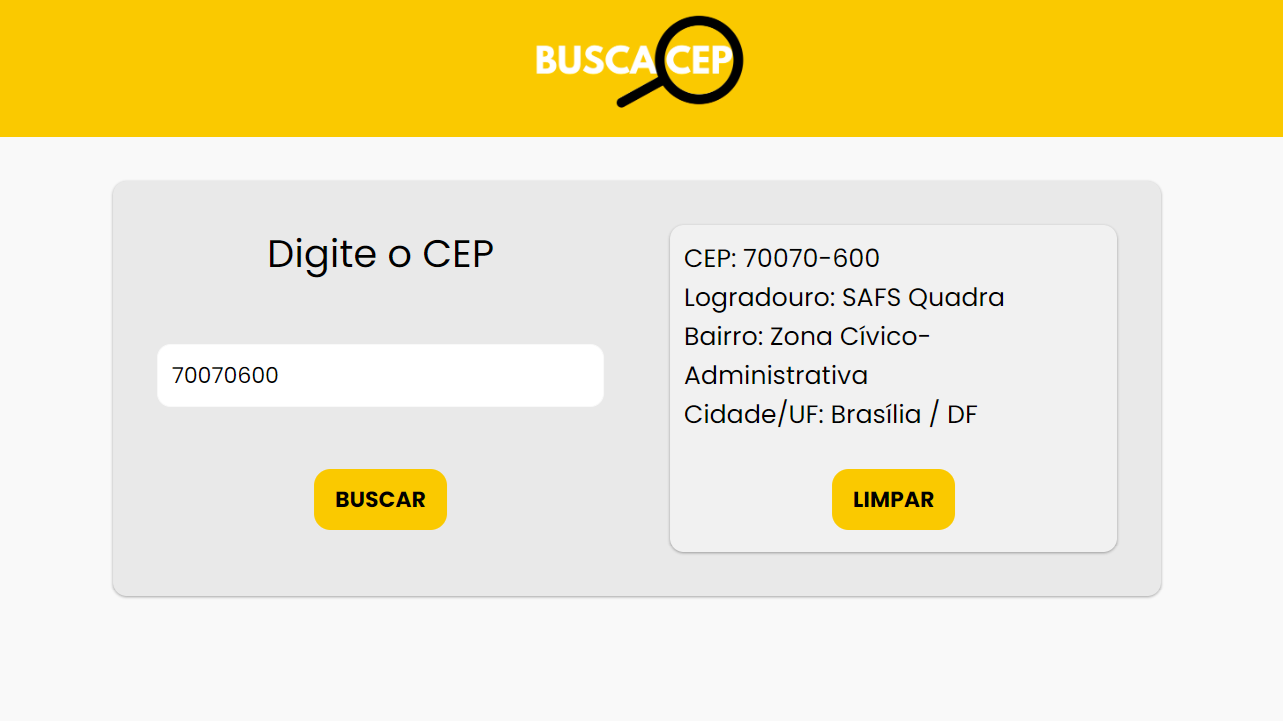 BUSCA CEP
Digite o CEP
70070600
BUSCAR
CEP: 70070-600
Logradouro: SAFS Quadra
Bairro: Zona Cívico-
Administrativa
Cidade/UF: Brasília / DF
LIMPAR